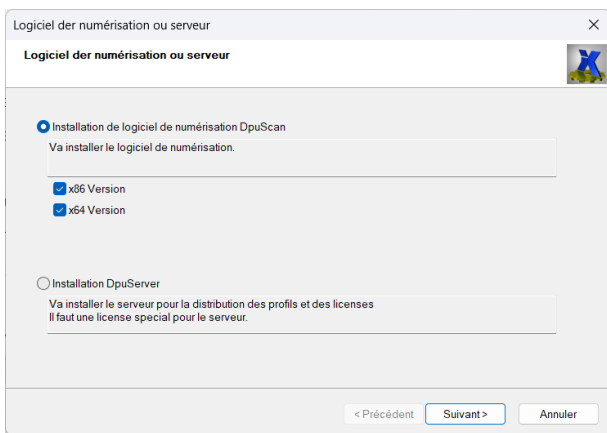 Logiciel der numérisation ou serveur
Logiciel der numérisation ou serveur
Installation de logiciel de numérisation DpuScan
Va installer le logiciel de numérisation.
x86 Version
x64 Version
Installation DpuServer
Va installer le serveur pour la distribution des profils et des licenses
Il faut une license special pour le serveur.
< Précédent Suivant > Annuler